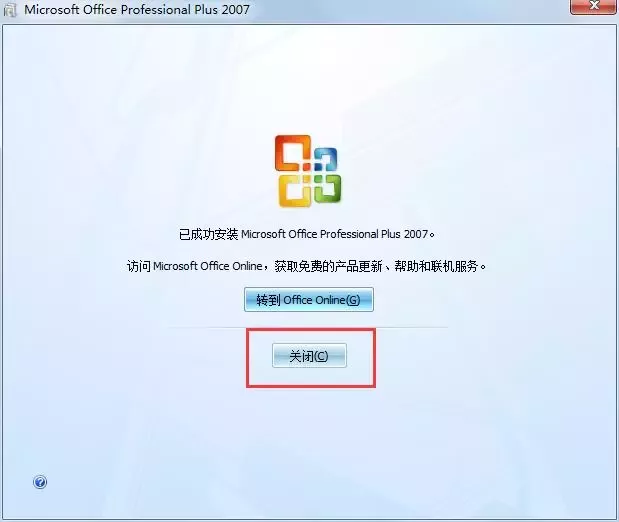 Microsoft Office Professional Plus 2007
已成功安装 Microsoft Office Professional Plus 2007。
访问 Microsoft Office Online，获取免费的产品更新、帮助和联机服务。
转到 Office Online(G)
关闭(C)